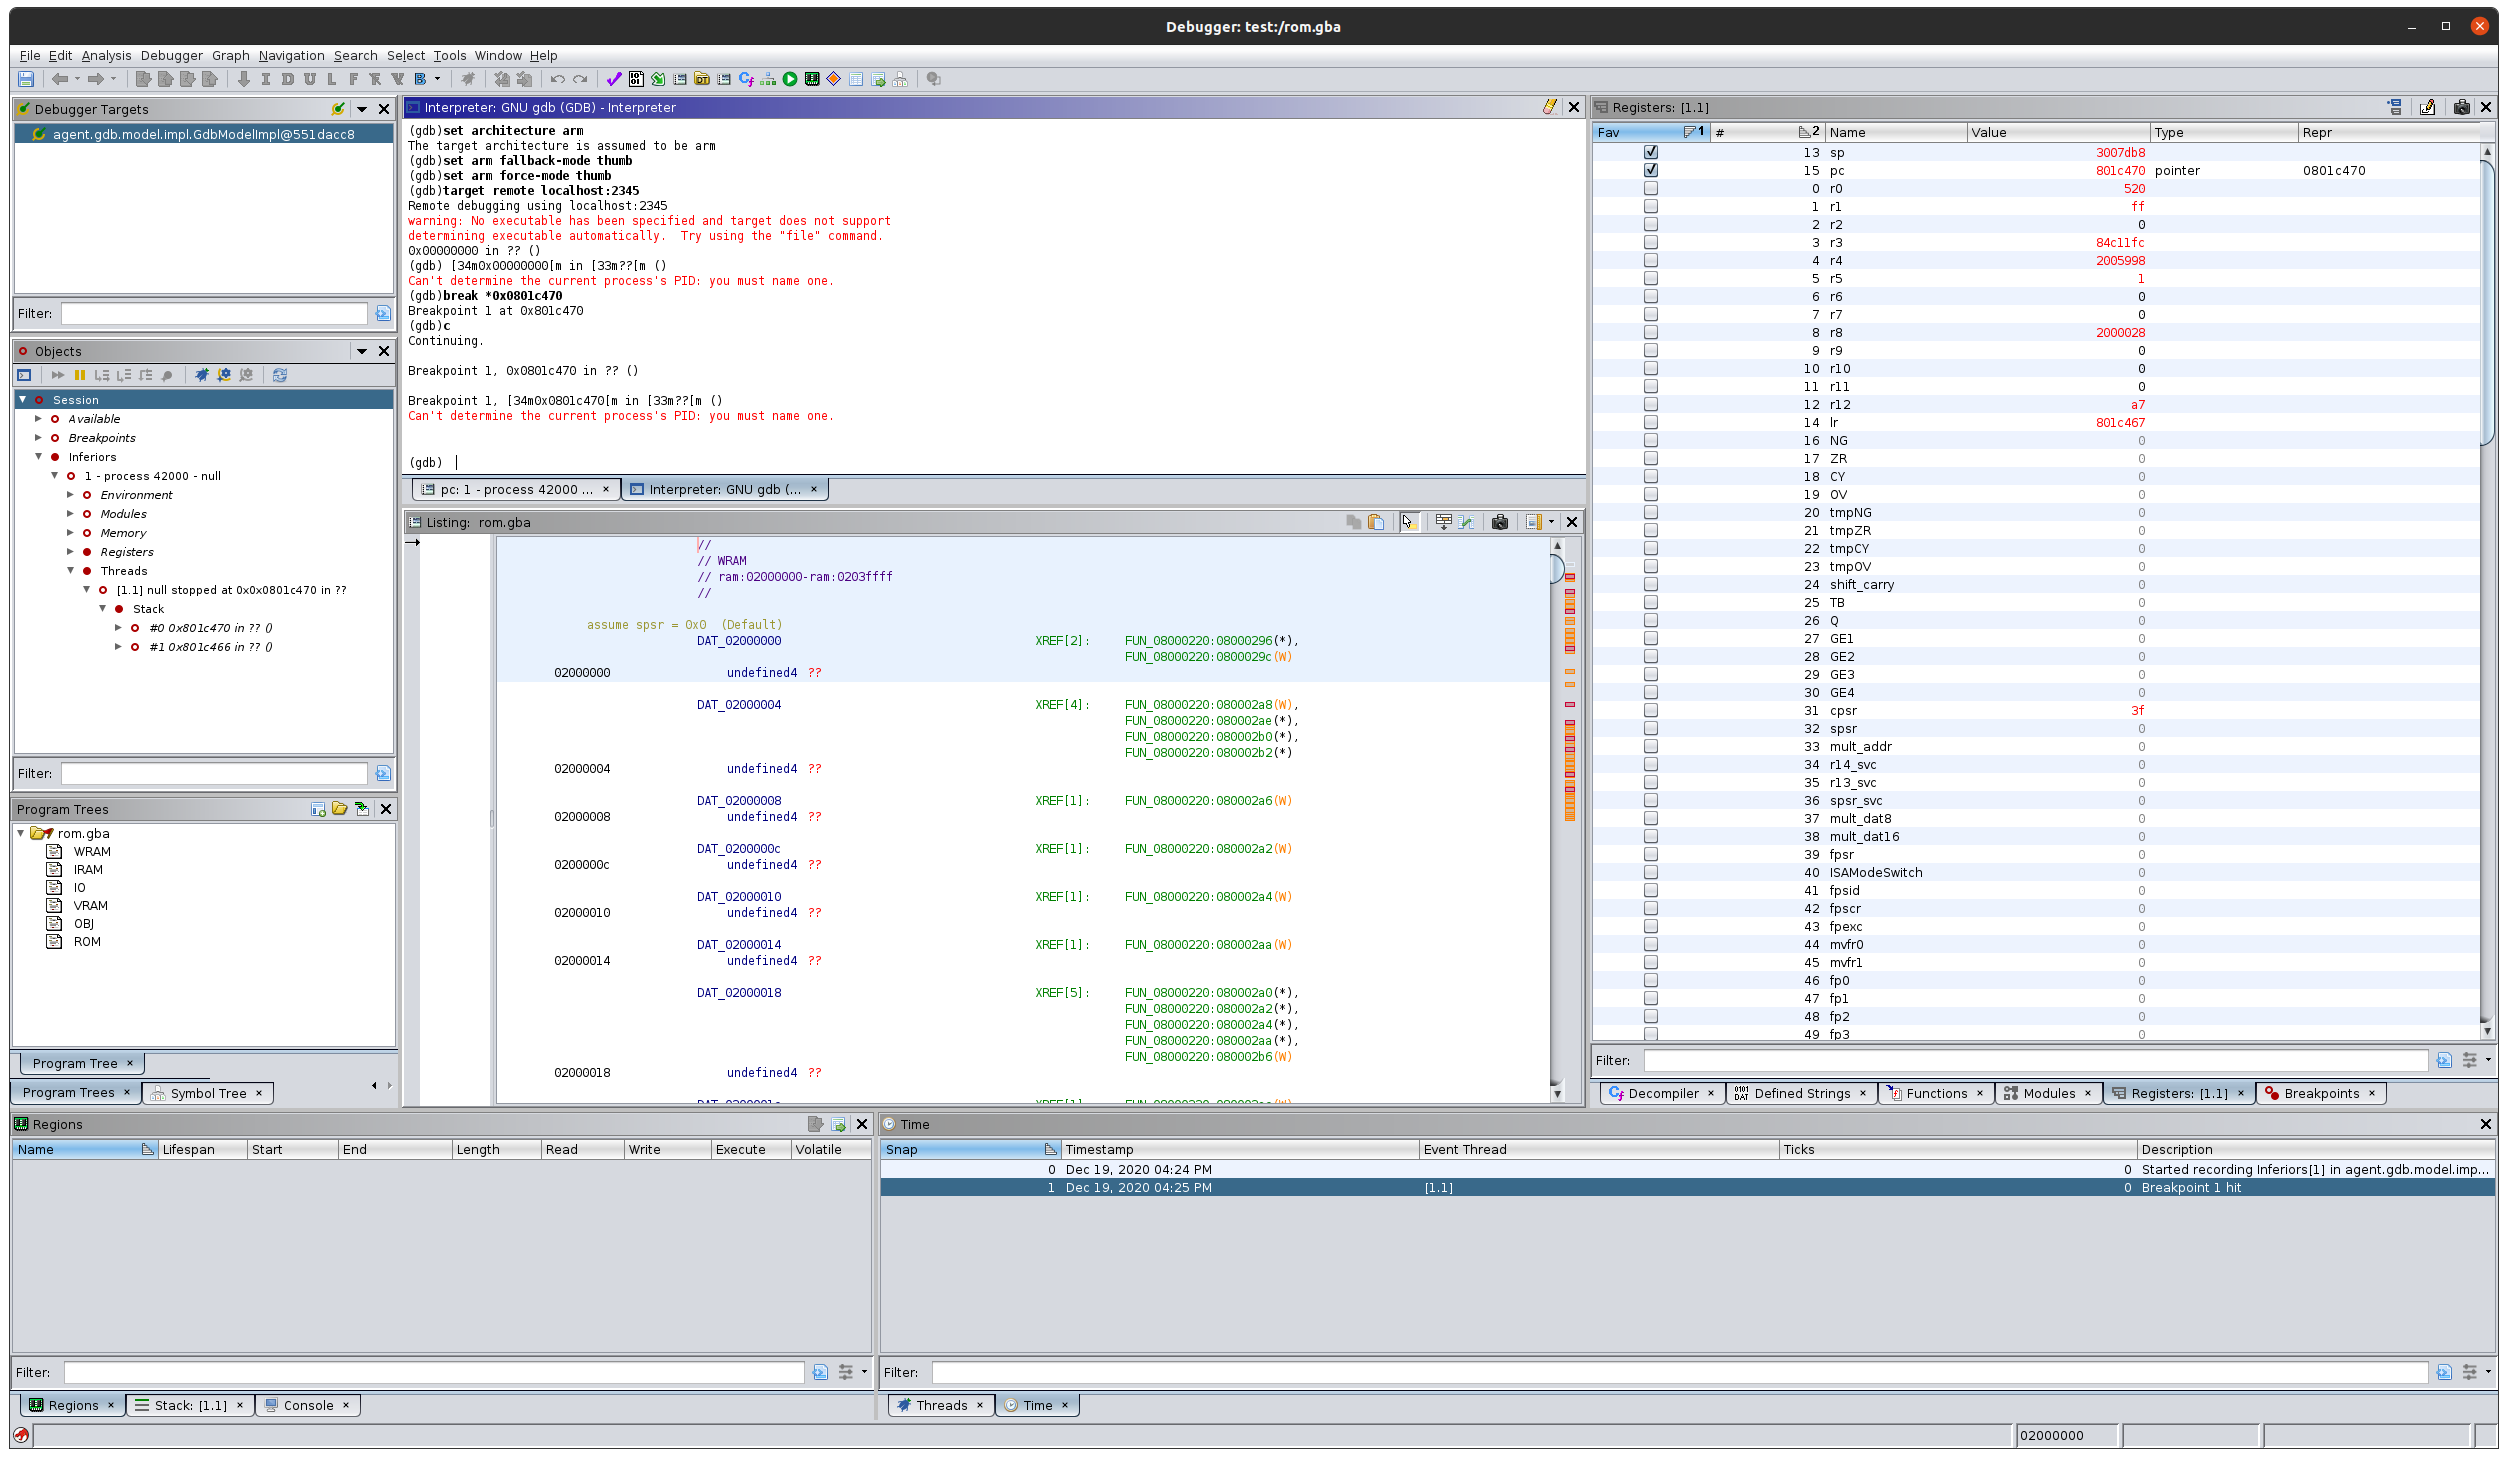 Debugger: test:/rom.gba
File Edit Analysis Debugger Graph Navigation Search Select Tools Window Help
I D U L F V B
Debugger Targets
agent.gdb.model.impl.GdbModelImpl@551dacc8
Filter:
Objects
Session
Available
Breakpoints
Inferiors
1 - process 42000 - null
Environment
Modules
Memory
Registers
Threads
[1.1] null stopped at 0x0x0801c470 in ??
Stack
#0 0x801c470 in ?? ()
#1 0x801c466 in ?? ()
Filter:
Program Trees
rom.gba
WRAM
IRAM
IO
VRAM
OBJ
ROM
Program Tree ×
Program Trees × Symbol Tree ×
Interpreter: GNU gdb (GDB) - Interpreter
(gdb)set architecture arm
The target architecture is assumed to be arm
(gdb)set arm fallback-mode thumb
(gdb)set arm force-mode thumb
(gdb)target remote localhost:2345
Remote debugging using localhost:2345
warning: No executable has been specified and target does not support
determining executable automatically.  Try using the "file" command.
0x00000000 in ?? ()
(gdb) [34m0x00000000[m in [33m??[m ()
Can't determine the current process's PID: you must name one.
(gdb)break *0x0801c470
Breakpoint 1 at 0x801c470
(gdb)c
Continuing.
Breakpoint 1, 0x0801c470 in ?? ()
Breakpoint 1, [34m0x0801c470[m in [33m??[m ()
Can't determine the current process's PID: you must name one.
(gdb)
pc: 1 - process 42000 ... × Interpreter: GNU gdb (... ×
Listing: rom.gba
//
// WRAM
// ram:02000000-ram:0203ffff
//
assume spsr = 0x0  (Default)
DAT_02000000 XREF[2]: FUN_08000220:08000296(*),
FUN_08000220:0800029c(W)
02000000 undefined4 ??
DAT_02000004 XREF[4]: FUN_08000220:080002a8(W),
FUN_08000220:080002ae(*),
FUN_08000220:080002b0(*),
FUN_08000220:080002b2(*)
02000004 undefined4 ??
DAT_02000008 XREF[1]: FUN_08000220:080002a6(W)
02000008 undefined4 ??
DAT_0200000c XREF[1]: FUN_08000220:080002a2(W)
0200000c undefined4 ??
DAT_02000010 XREF[1]: FUN_08000220:080002a4(W)
02000010 undefined4 ??
DAT_02000014 XREF[1]: FUN_08000220:080002aa(W)
02000014 undefined4 ??
DAT_02000018 XREF[5]: FUN_08000220:080002a0(*),
FUN_08000220:080002a2(*),
FUN_08000220:080002a4(*),
FUN_08000220:080002aa(*),
FUN_08000220:080002b6(W)
02000018 undefined4 ??
Registers: [1.1]
Fav 1 # 2 Name Value Type Repr
13 sp 3007db8
15 pc 801c470 pointer 0801c470
0 r0 520
1 r1 ff
2 r2 0
3 r3 84c11fc
4 r4 2005998
5 r5 1
6 r6 0
7 r7 0
8 r8 2000028
9 r9 0
10 r10 0
11 r11 0
12 r12 a7
14 lr 801c467
16 NG 0
17 ZR 0
18 CY 0
19 OV 0
20 tmpNG 0
21 tmpZR 0
22 tmpCY 0
23 tmpOV 0
24 shift_carry 0
25 TB 0
26 Q 0
27 GE1 0
28 GE2 0
29 GE3 0
30 GE4 0
31 cpsr 3f
32 spsr 0
33 mult_addr 0
34 r14_svc 0
35 r13_svc 0
36 spsr_svc 0
37 mult_dat8 0
38 mult_dat16 0
39 fpsr 0
40 ISAModeSwitch 0
41 fpsid 0
42 fpscr 0
43 fpexc 0
44 mvfr0 0
45 mvfr1 0
46 fp0 0
47 fp1 0
48 fp2 0
49 fp3 0
Filter:
Decompiler × Defined Strings × Functions × Modules × Registers: [1.1] × Breakpoints ×
Regions
Name Lifespan Start End Length Read Write Execute Volatile
Filter:
Regions × Stack: [1.1] × Console ×
Time
Snap Timestamp Event Thread Ticks Description
0 Dec 19, 2020 04:24 PM 0 Started recording Inferiors[1] in agent.gdb.model.imp...
1 Dec 19, 2020 04:25 PM [1.1] 0 Breakpoint 1 hit
Filter:
Threads × Time ×
02000000